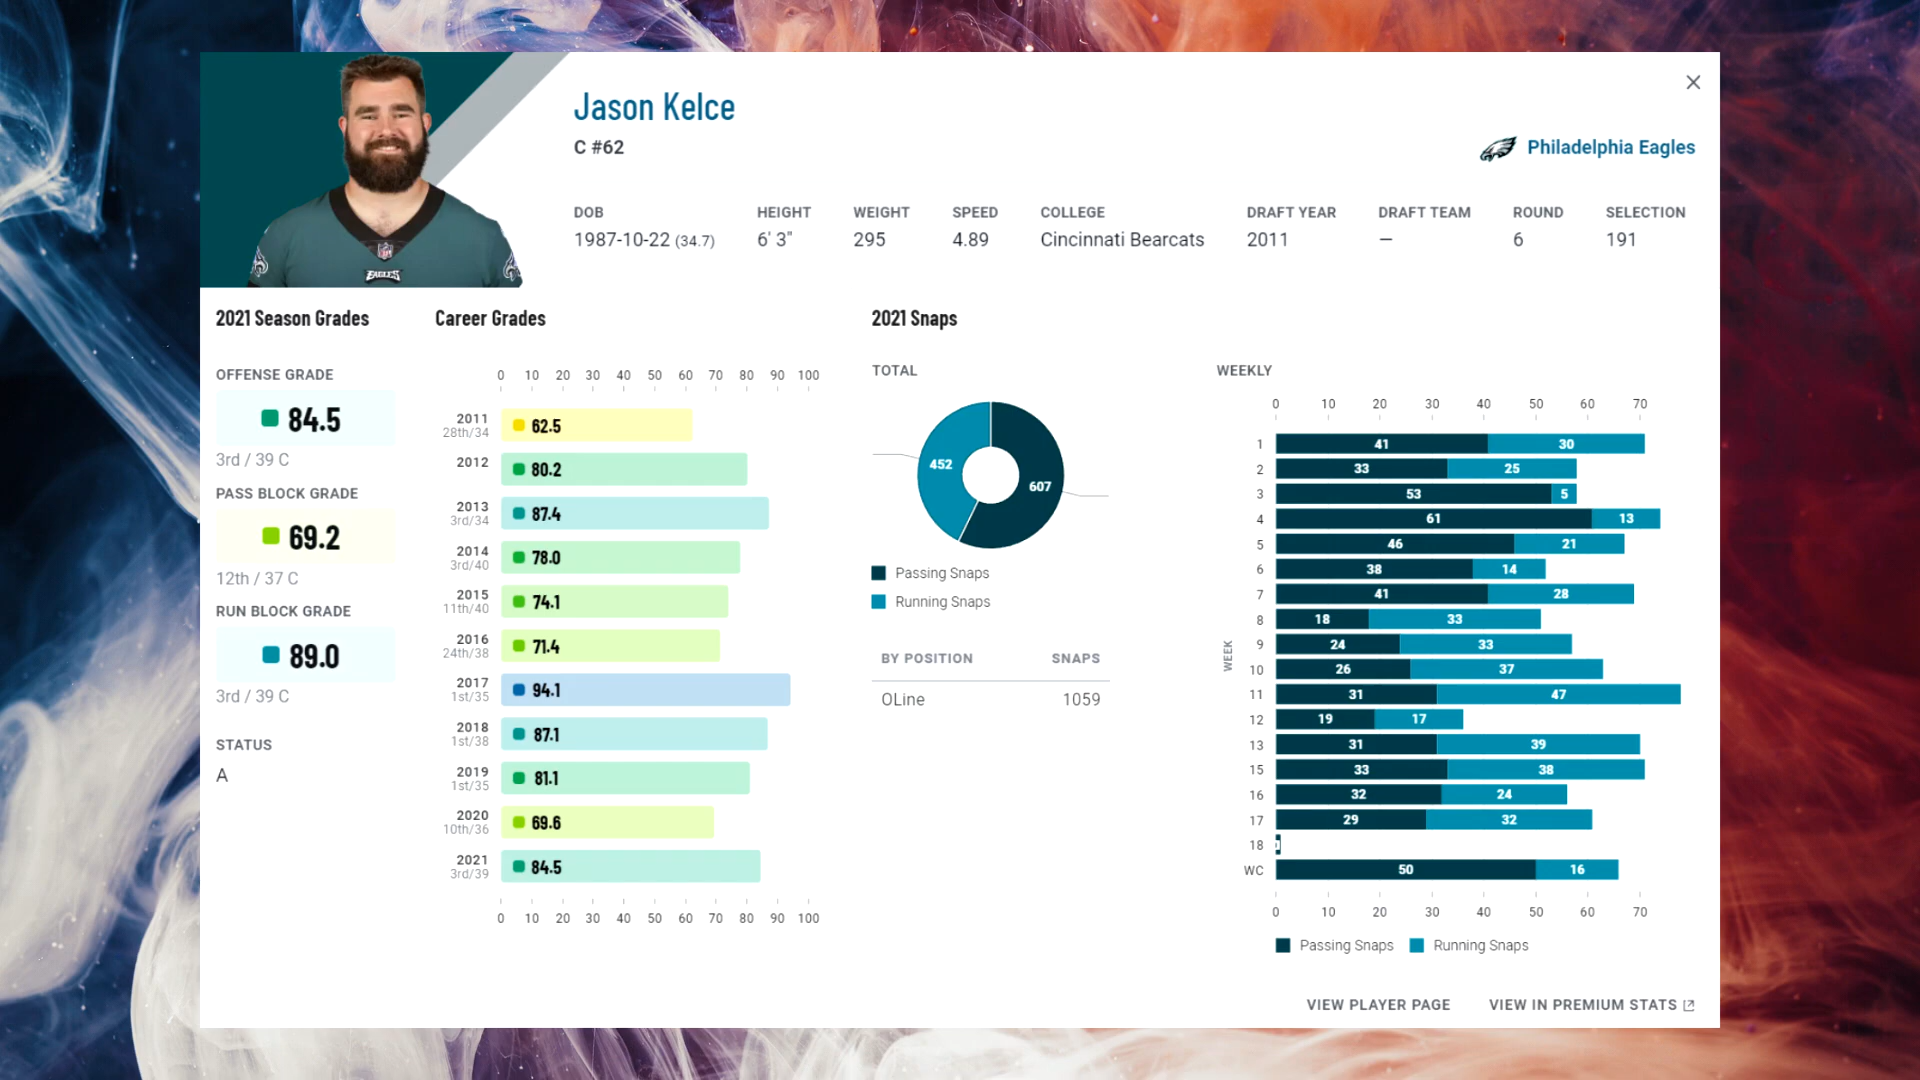 Jason Kelce
C #62
Philadelphia Eagles
DOB HEIGHT WEIGHT SPEED COLLEGE DRAFT YEAR DRAFT TEAM ROUND SELECTION
1987-10-22 (34.7) 6' 3" 295 4.89 Cincinnati Bearcats 2011 — 6 191
EAGLES
2021 Season Grades
OFFENSE GRADE
84.5
3rd / 39 C
PASS BLOCK GRADE
69.2
12th / 37 C
RUN BLOCK GRADE
89.0
3rd / 39 C
STATUS
A
Career Grades
0 10 20 30 40 50 60 70 80 90 100
2011 62.5
28th/34
2012 80.2
2013 87.4
3rd/34
2014 78.0
3rd/40
2015 74.1
11th/40
2016 71.4
24th/38
2017 94.1
1st/35
2018 87.1
1st/38
2019 81.1
1st/35
2020 69.6
10th/36
2021 84.5
3rd/39
0 10 20 30 40 50 60 70 80 90 100
2021 Snaps
TOTAL
452
607
Passing Snaps
Running Snaps
BY POSITION SNAPS
OLine 1059
WEEKLY
0 10 20 30 40 50 60 70
WEEK
1 41 30
2 33 25
3 53 5
4 61 13
5 46 21
6 38 14
7 41 28
8 18 33
9 24 33
10 26 37
11 31 47
12 19 17
13 31 39
15 33 38
16 32 24
17 29 32
18
WC 50 16
0 10 20 30 40 50 60 70
Passing Snaps Running Snaps
VIEW PLAYER PAGE VIEW IN PREMIUM STATS